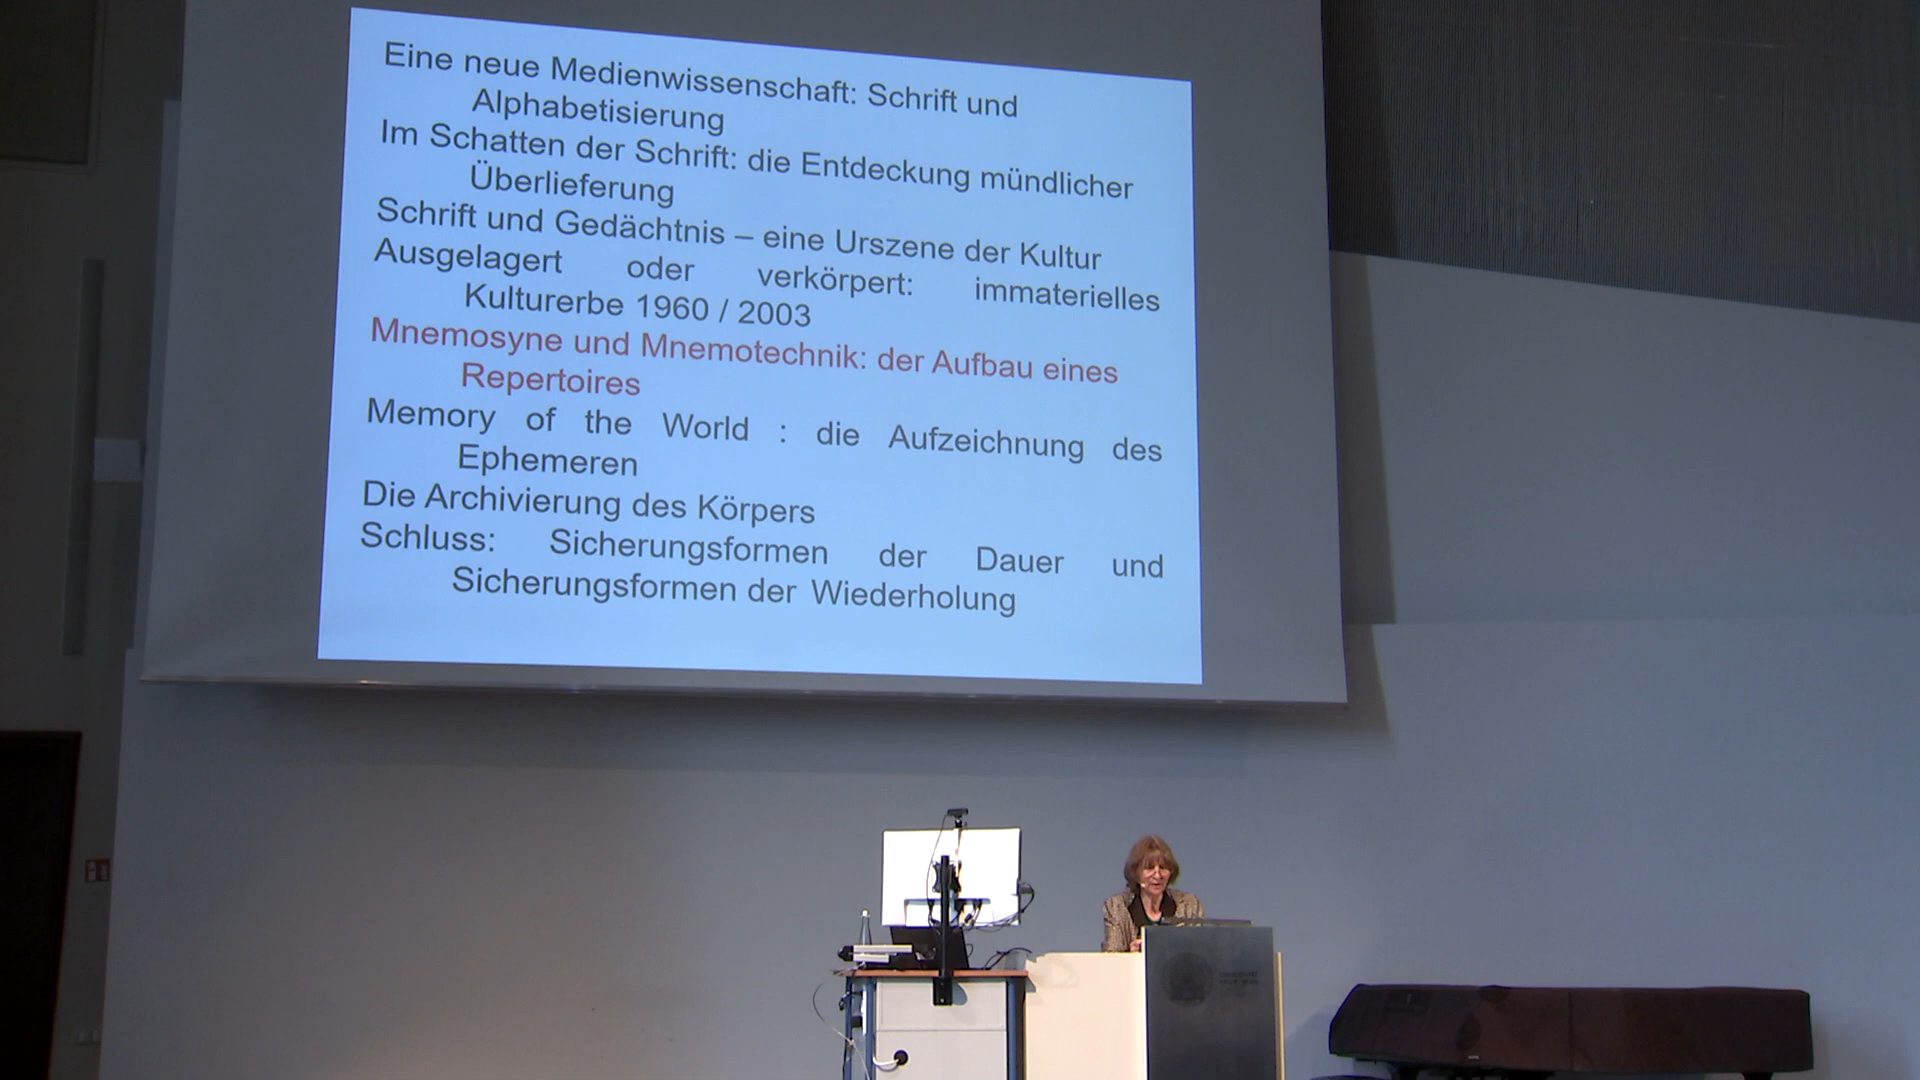 Eine neue Medienwissenschaft: Schrift und
Alphabetisierung
Im Schatten der Schrift: die Entdeckung mündlicher
Überlieferung
Schrift und Gedächtnis – eine Urszene der Kultur
Ausgelagert oder verkörpert: immaterielles
Kulturerbe 1960 / 2003
Mnemosyne und Mnemotechnik: der Aufbau eines
Repertoires
Memory of the World : die Aufzeichnung des
Ephemeren
Die Archivierung des Körpers
Schluss: Sicherungsformen der Dauer und
Sicherungsformen der Wiederholung